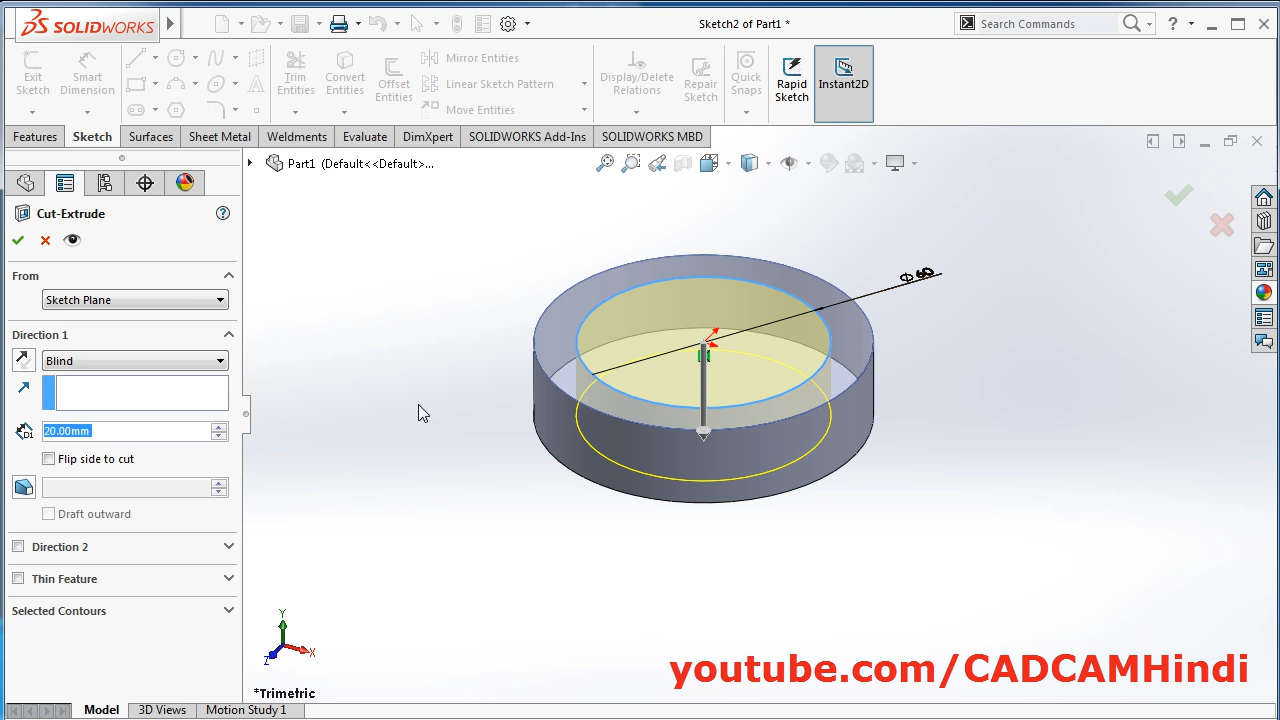 SOLIDWORKS
Sketch2 of Part1 *
Search Commands
Exit Sketch
Smart Dimension
Trim Entities
Convert Entities
Offset Entities
Mirror Entities
Linear Sketch Pattern
Move Entities
Display/Delete Relations
Repair Sketch
Quick Snaps
Rapid Sketch
Instant2D
Features
Sketch
Surfaces
Sheet Metal
Weldments
Evaluate
DimXpert
SOLIDWORKS Add-Ins
SOLIDWORKS MBD
Part1 (Default<<Default>...
Cut-Extrude
From
Sketch Plane
Direction 1
Blind
20.00mm
Flip side to cut
Draft outward
Direction 2
Thin Feature
Selected Contours
Φ 60
Y
X
Z
*Trimetric
youtube.com/CADCAMHindi
Model
3D Views
Motion Study 1